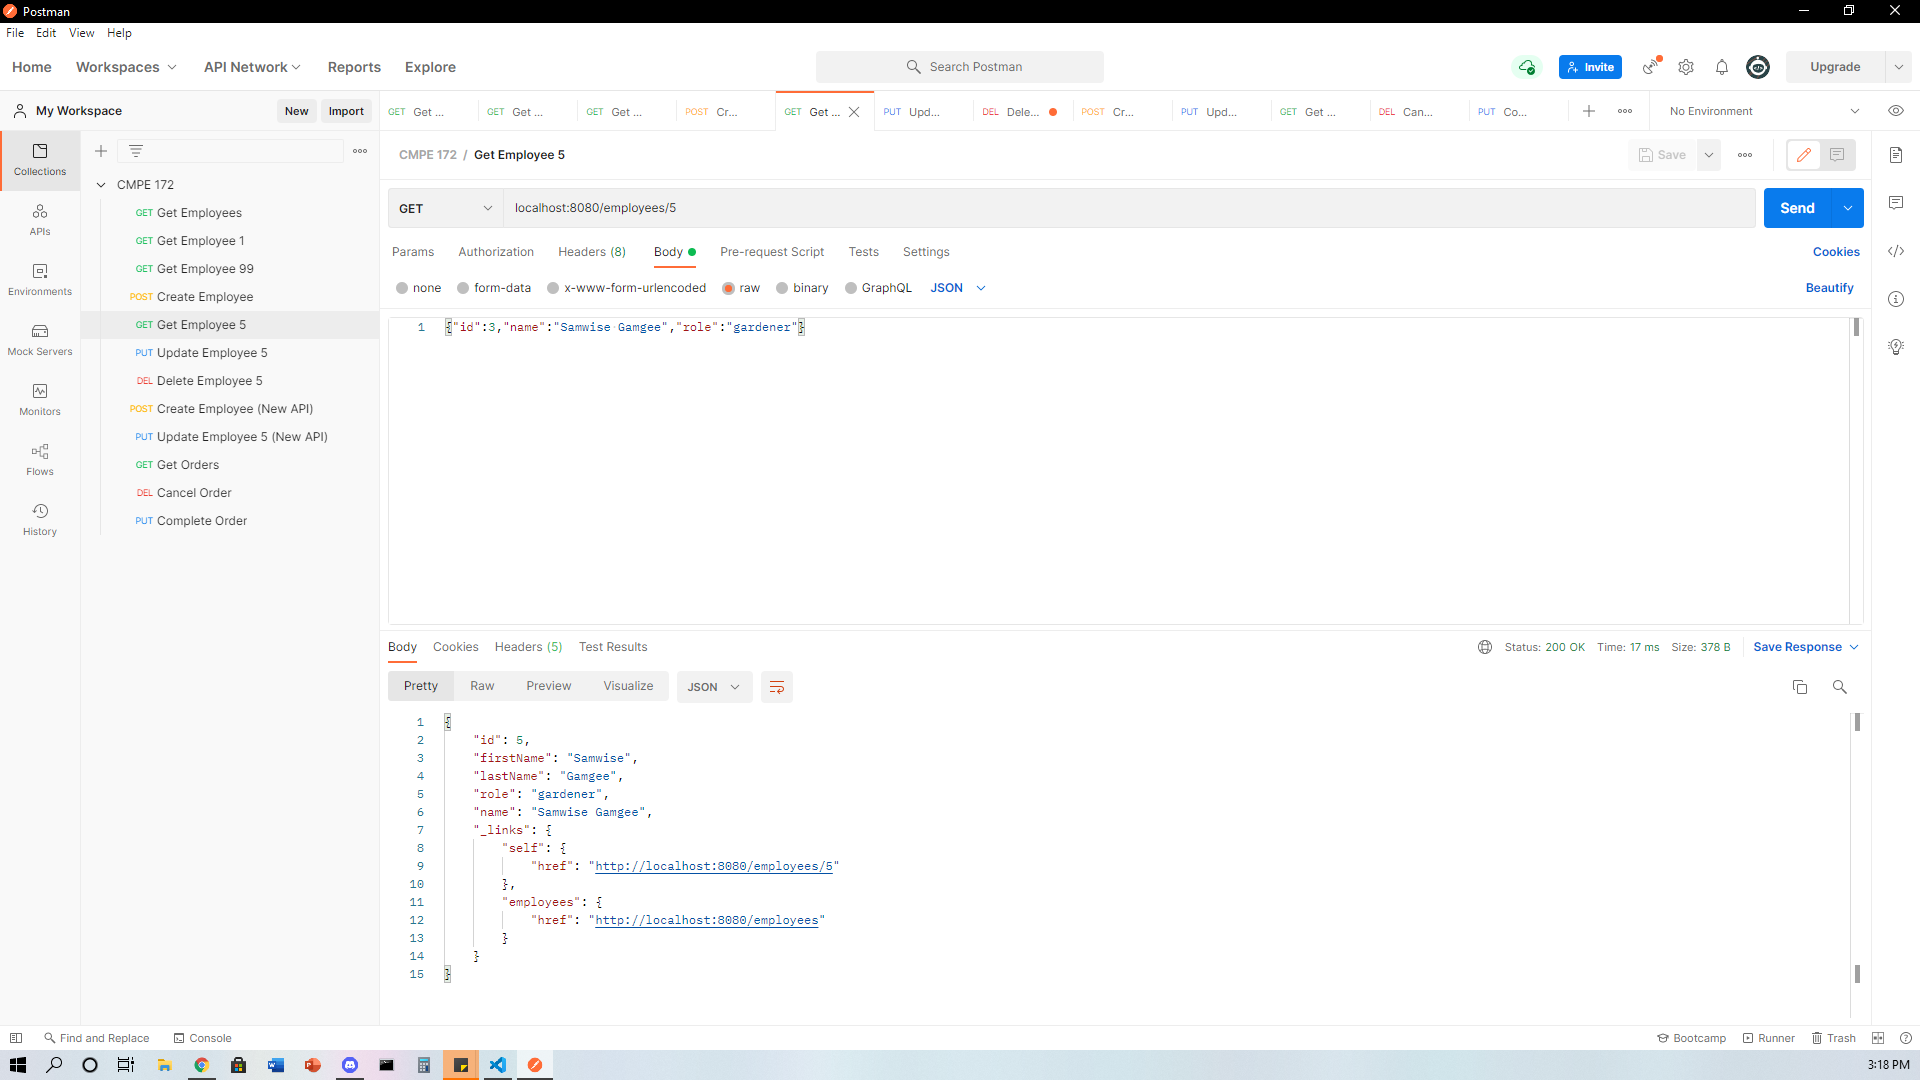 Postman
File Edit View Help
Home Workspaces API Network Reports Explore Search Postman Invite Upgrade
My Workspace New Import GET Get ... GET Get ... GET Get ... POST Cr... GET Get ... PUT Upd... DEL Dele... POST Cr... PUT Upd... GET Get ... DEL Can... PUT Co... No Environment
Collections
APIs
Environments
Mock Servers
Monitors
Flows
History
CMPE 172
GET Get Employees
GET Get Employee 1
GET Get Employee 99
POST Create Employee
GET Get Employee 5
PUT Update Employee 5
DEL Delete Employee 5
POST Create Employee (New API)
PUT Update Employee 5 (New API)
GET Get Orders
DEL Cancel Order
PUT Complete Order
CMPE 172 / Get Employee 5 Save
GET localhost:8080/employees/5 Send
Params Authorization Headers (8) Body Pre-request Script Tests Settings Cookies
none form-data x-www-form-urlencoded raw binary GraphQL JSON Beautify
1 {"id":3,"name":"Samwise Gamgee","role":"gardener"}
Body Cookies Headers (5) Test Results Status: 200 OK Time: 17 ms Size: 378 B Save Response
Pretty Raw Preview Visualize JSON
1 {
2 "id": 5,
3 "firstName": "Samwise",
4 "lastName": "Gamgee",
5 "role": "gardener",
6 "name": "Samwise Gamgee",
7 "_links": {
8 "self": {
9 "href": "http://localhost:8080/employees/5"
10 },
11 "employees": {
12 "href": "http://localhost:8080/employees"
13 }
14 }
15 }
Find and Replace Console Bootcamp Runner Trash
3:18 PM